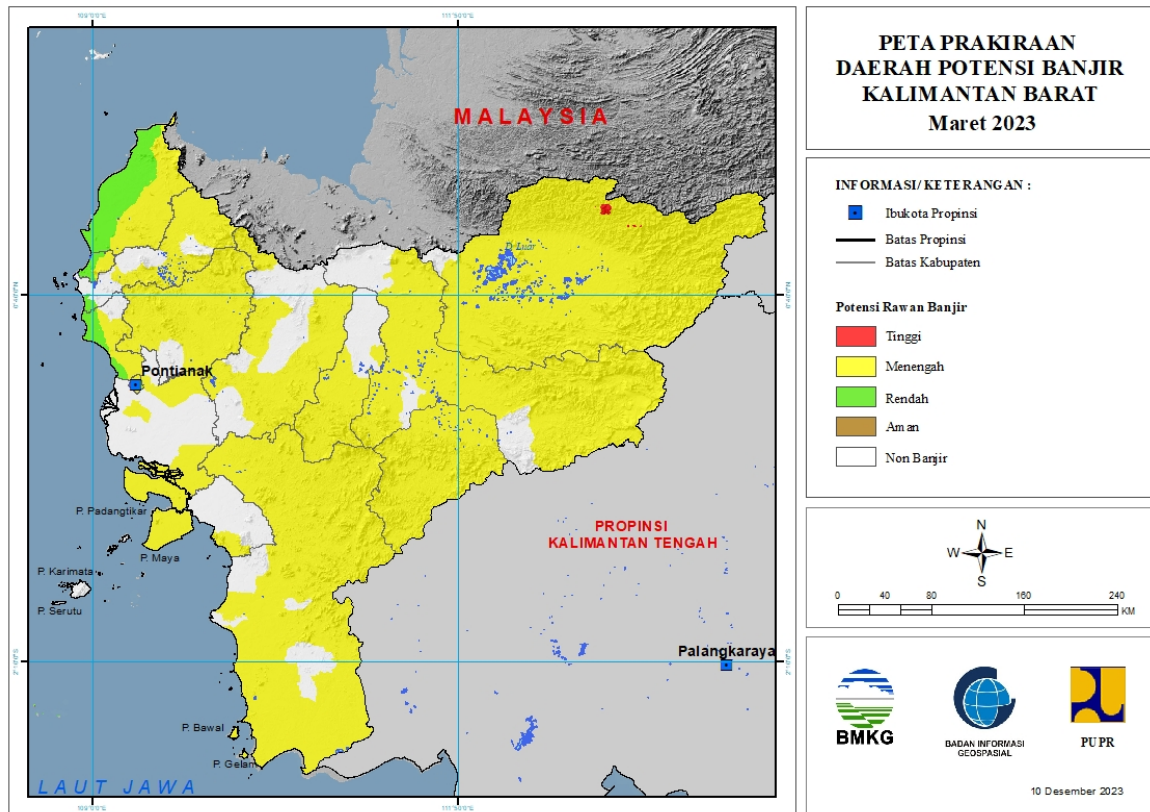 PETA PRAKIRAAN
DAERAH POTENSI BANJIR
KALIMANTAN BARAT
Maret 2023
INFORMASI/ KETERANGAN :
Ibukota Propinsi
Batas Propinsi
Batas Kabupaten
Potensi Rawan Banjir
Tinggi
Menengah
Rendah
Aman
Non Banjir
N
W E
S
0 40 80 160 240
KM
BMKG
BADAN INFORMASI
GEOSPASIAL
PUPR
10 Desember 2023
MALAYSIA
D. Luar
Pontianak
P. Padangtikar
P. Maya
P. Karimata
P. Serutu
PROPINSI
KALIMANTAN TENGAH
Palangkaraya
P. Bawal
P. Gelam
LAUT JAWA